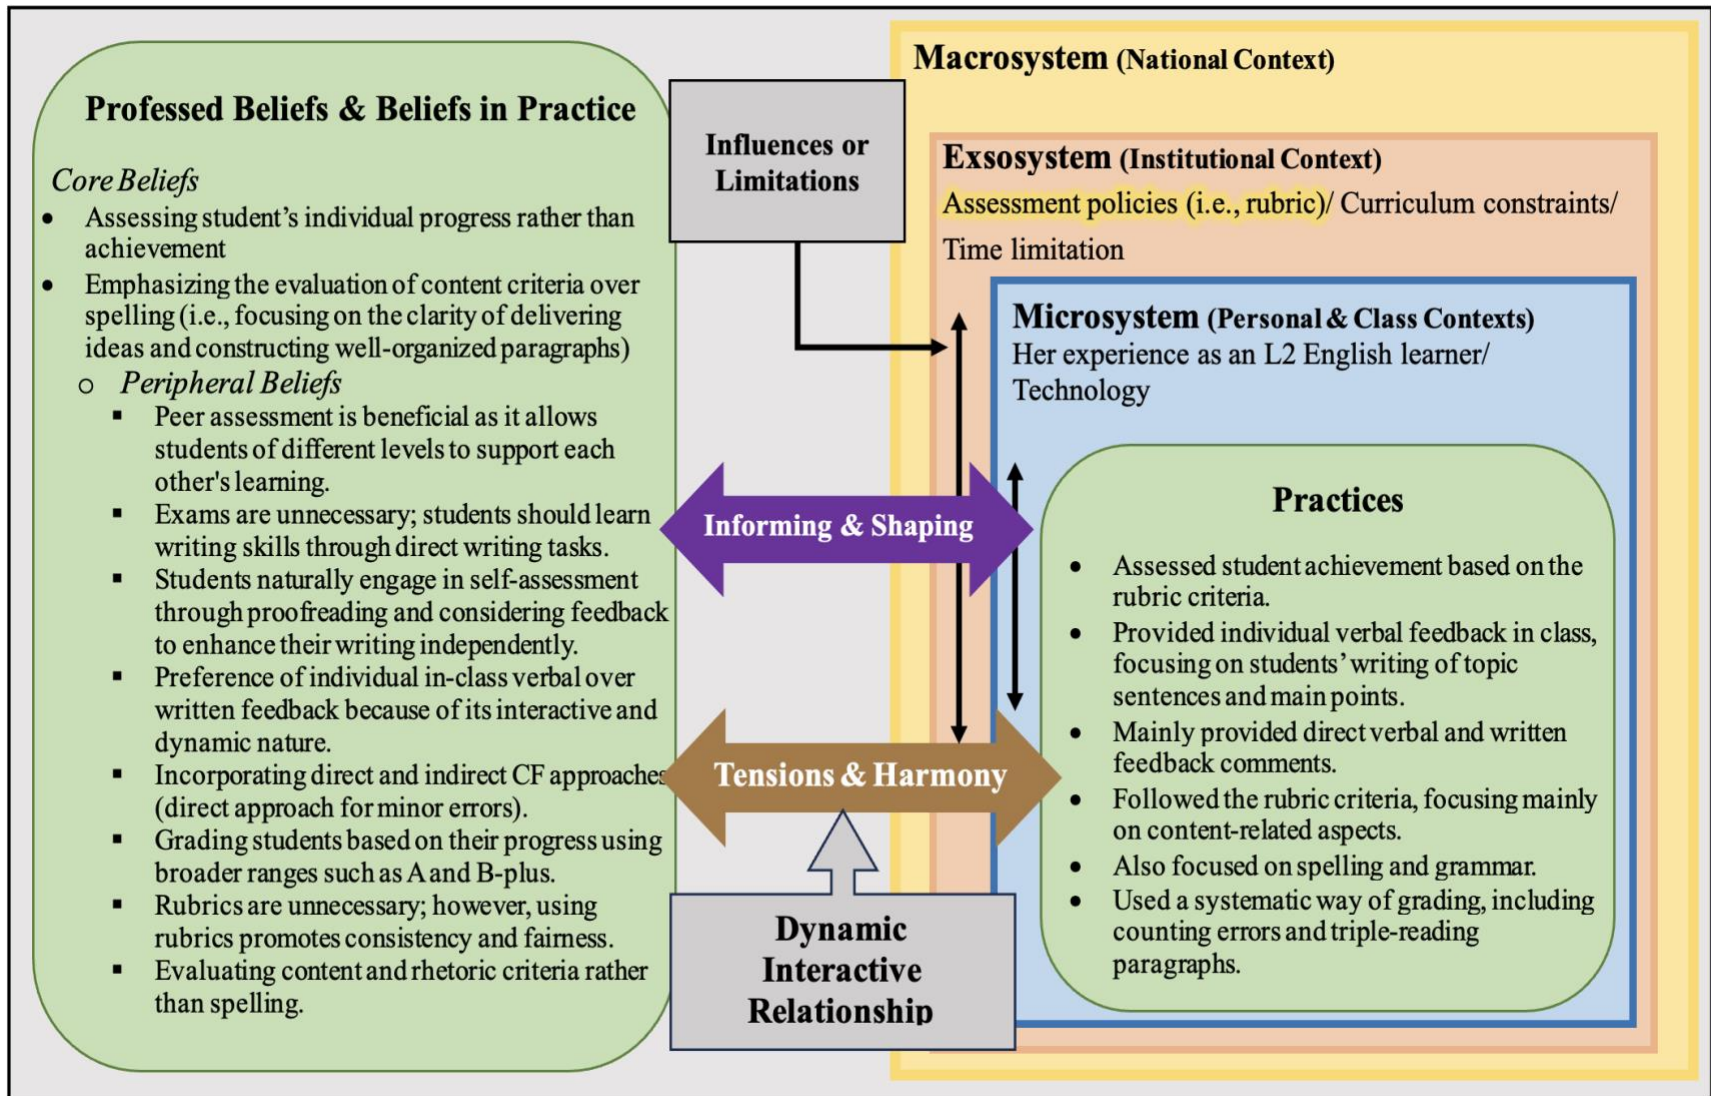 Professed Beliefs & Beliefs in Practice
Core Beliefs
• Assessing student’s individual progress rather than
achievement
• Emphasizing the evaluation of content criteria over
spelling (i.e., focusing on the clarity of delivering
ideas and constructing well-organized paragraphs)
o Peripheral Beliefs
▪ Peer assessment is beneficial as it allows
students of different levels to support each
other's learning.
▪ Exams are unnecessary; students should learn
writing skills through direct writing tasks.
▪ Students naturally engage in self-assessment
through proofreading and considering feedback
to enhance their writing independently.
▪ Preference of individual in-class verbal over
written feedback because of its interactive and
dynamic nature.
▪ Incorporating direct and indirect CF approaches
(direct approach for minor errors).
▪ Grading students based on their progress using
broader ranges such as A and B-plus.
▪ Rubrics are unnecessary; however, using
rubrics promotes consistency and fairness.
▪ Evaluating content and rhetoric criteria rather
than spelling.
Influences or
Limitations
Informing & Shaping
Tensions & Harmony
Dynamic
Interactive
Relationship
Macrosystem (National Context)
Exsosystem (Institutional Context)
Assessment policies (i.e., rubric)/ Curriculum constraints/
Time limitation
Microsystem (Personal & Class Contexts)
Her experience as an L2 English learner/
Technology
Practices
• Assessed student achievement based on the
rubric criteria.
• Provided individual verbal feedback in class,
focusing on students’ writing of topic
sentences and main points.
• Mainly provided direct verbal and written
feedback comments.
• Followed the rubric criteria, focusing mainly
on content-related aspects.
• Also focused on spelling and grammar.
• Used a systematic way of grading, including
counting errors and triple-reading
paragraphs.